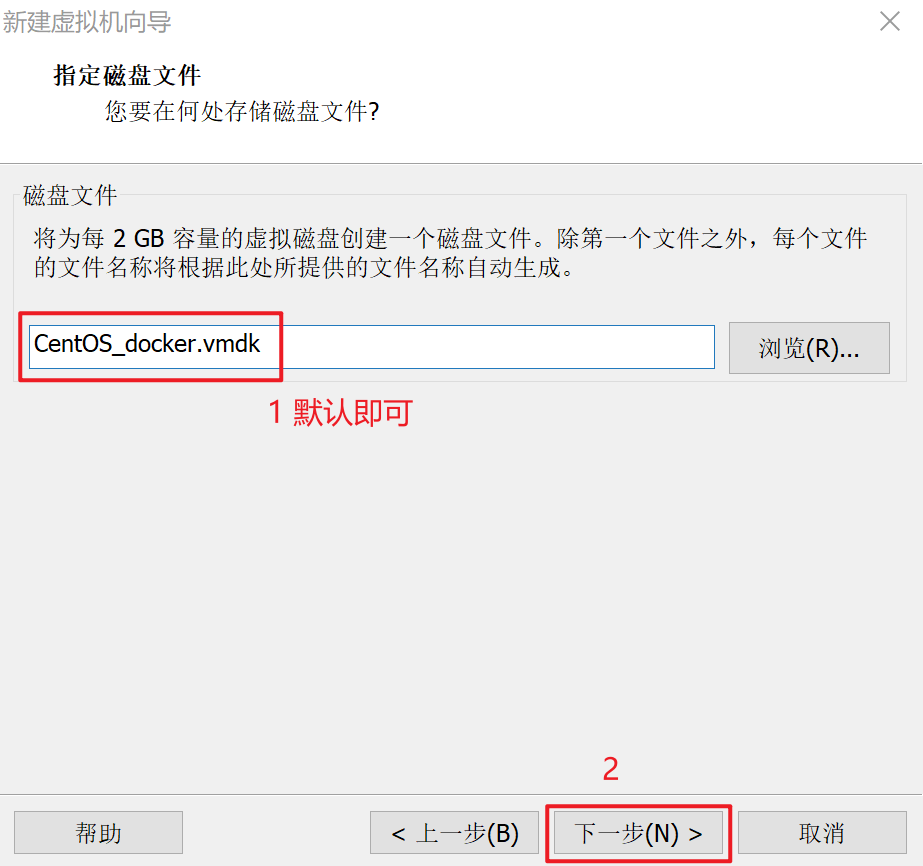 新建虚拟机向导
指定磁盘文件
您要在何处存储磁盘文件?
磁盘文件
将为每 2 GB 容量的虚拟磁盘创建一个磁盘文件。除第一个文件之外，每个文件
的文件名称将根据此处所提供的文件名称自动生成。
CentOS_docker.vmdk
浏览(R)...
1 默认即可
2
帮助
< 上一步(B)
下一步(N) >
取消